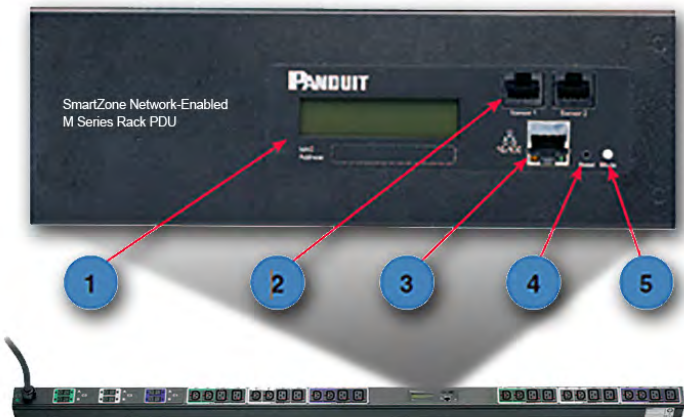 PANDUIT
SmartZone Network-Enabled
M Series Rack PDU
Sensor 1
Sensor 2
MAC
Address
Reset
Mode
1
2
3
4
5